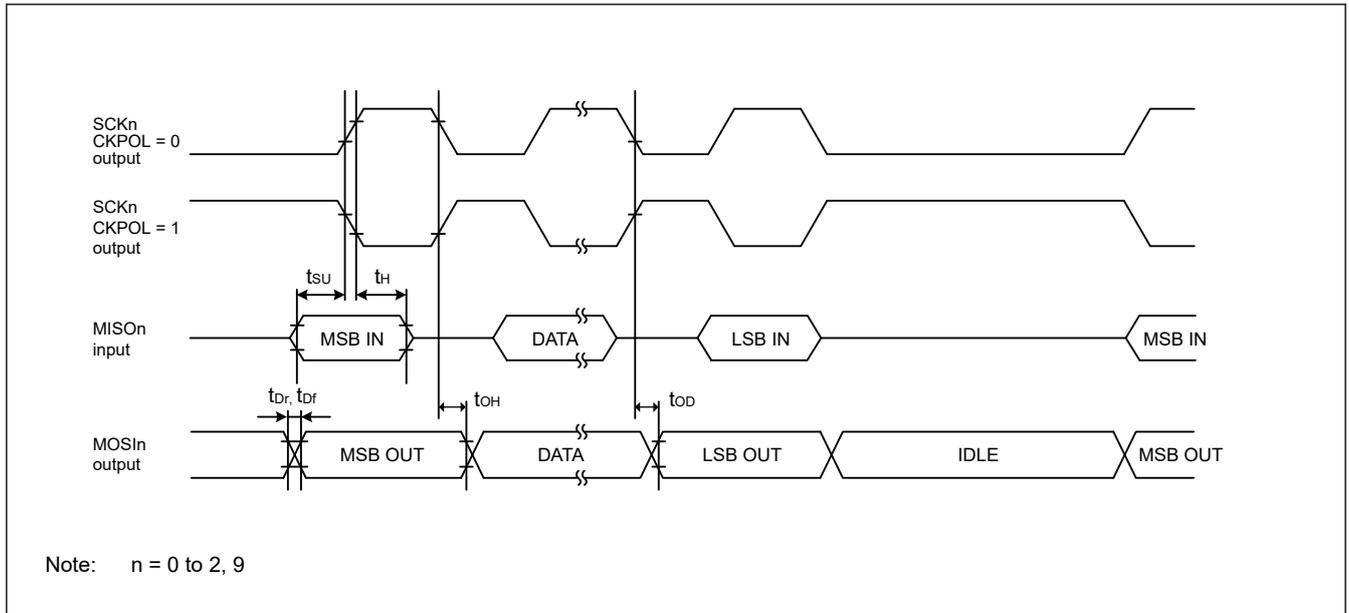 SCKn
CKPOL = 0
output
SCKn
CKPOL = 1
output
tSU
tH
MISOn
input
MSB IN
DATA
LSB IN
MSB IN
tDr, tDf
tOH
tOD
MOSIn
output
MSB OUT
DATA
LSB OUT
IDLE
MSB OUT
Note: n = 0 to 2, 9